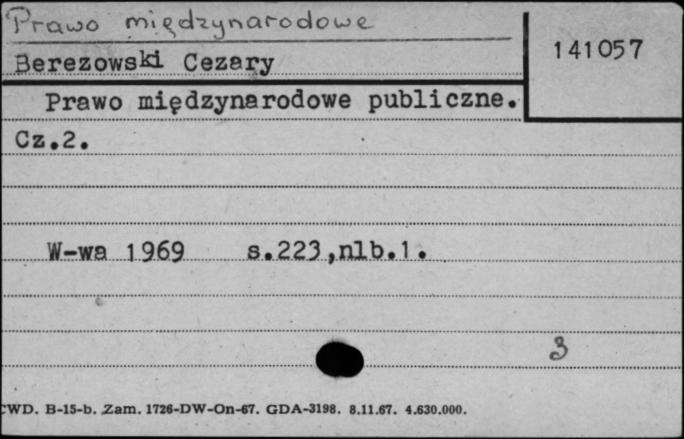 Prawo międzynarodowe
141057
Berezowski Cezary
Prawo międzynarodowe publiczne.
Cz.2.
W-wa 1969 s.223,nlb.1.
3
CWD. B-15-b. Zam. 1726-DW-On-67. GDA-3198. 8.11.67. 4.630.000.